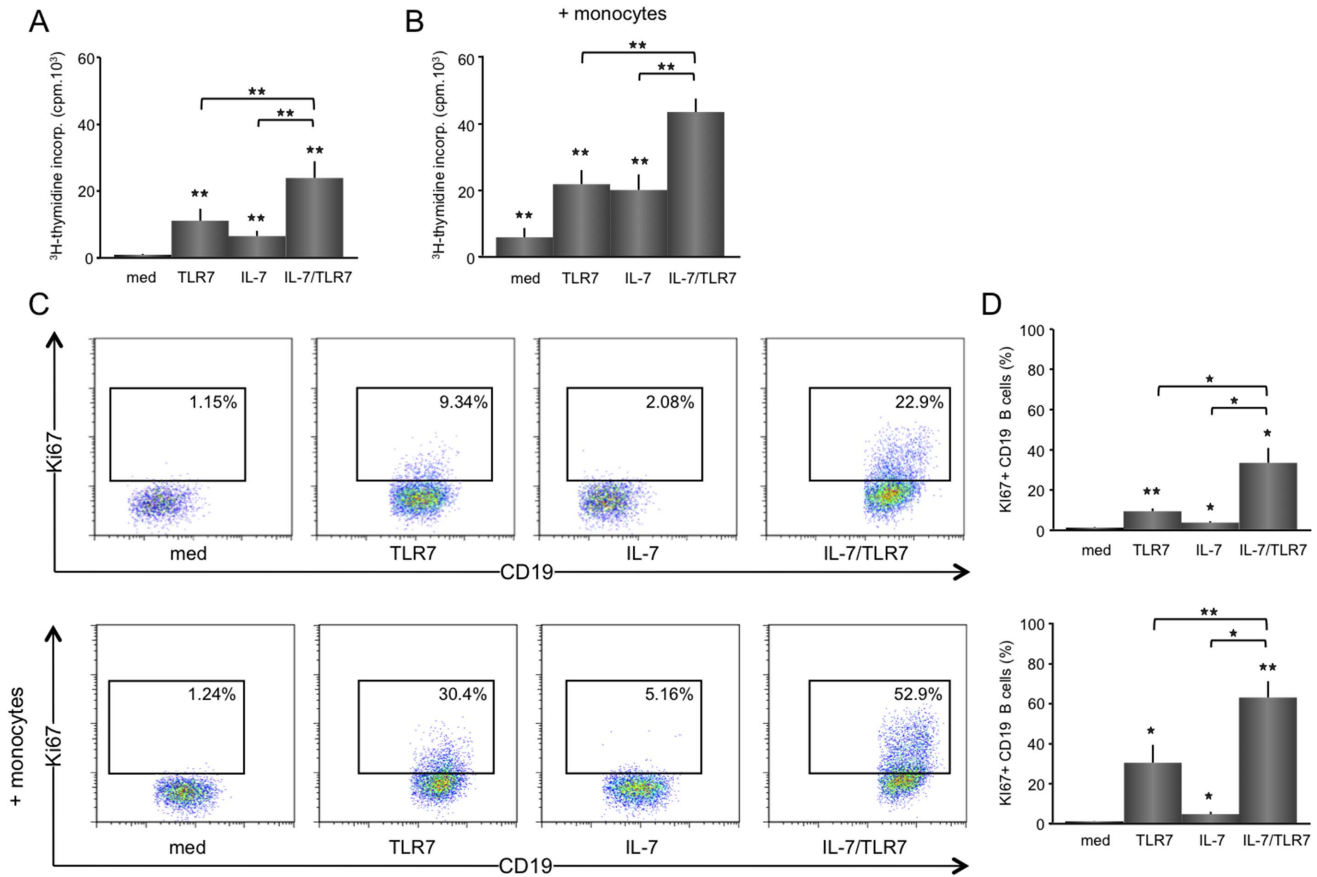 A
³H-thymidine incorp. (cpm.10³)
60
40
20
0
★★
★★
★★
★★
★★
med TLR7 IL-7 IL-7/TLR7
B
+ monocytes
³H-thymidine incorp. (cpm.10³)
60
40
20
0
★★
★★
★★
★★
★★
med TLR7 IL-7 IL-7/TLR7
C
Ki67
1.15%
9.34%
2.08%
22.9%
med TLR7 IL-7 IL-7/TLR7
CD19
+ monocytes
Ki67
1.24%
30.4%
5.16%
52.9%
med TLR7 IL-7 IL-7/TLR7
CD19
D
KI67+ CD19 B cells (%)
100
80
60
40
20
0
★
★
★
★★
★
med TLR7 IL-7 IL-7/TLR7
KI67+ CD19 B cells (%)
100
80
60
40
20
0
★★
★
★★
★
★
med TLR7 IL-7 IL-7/TLR7